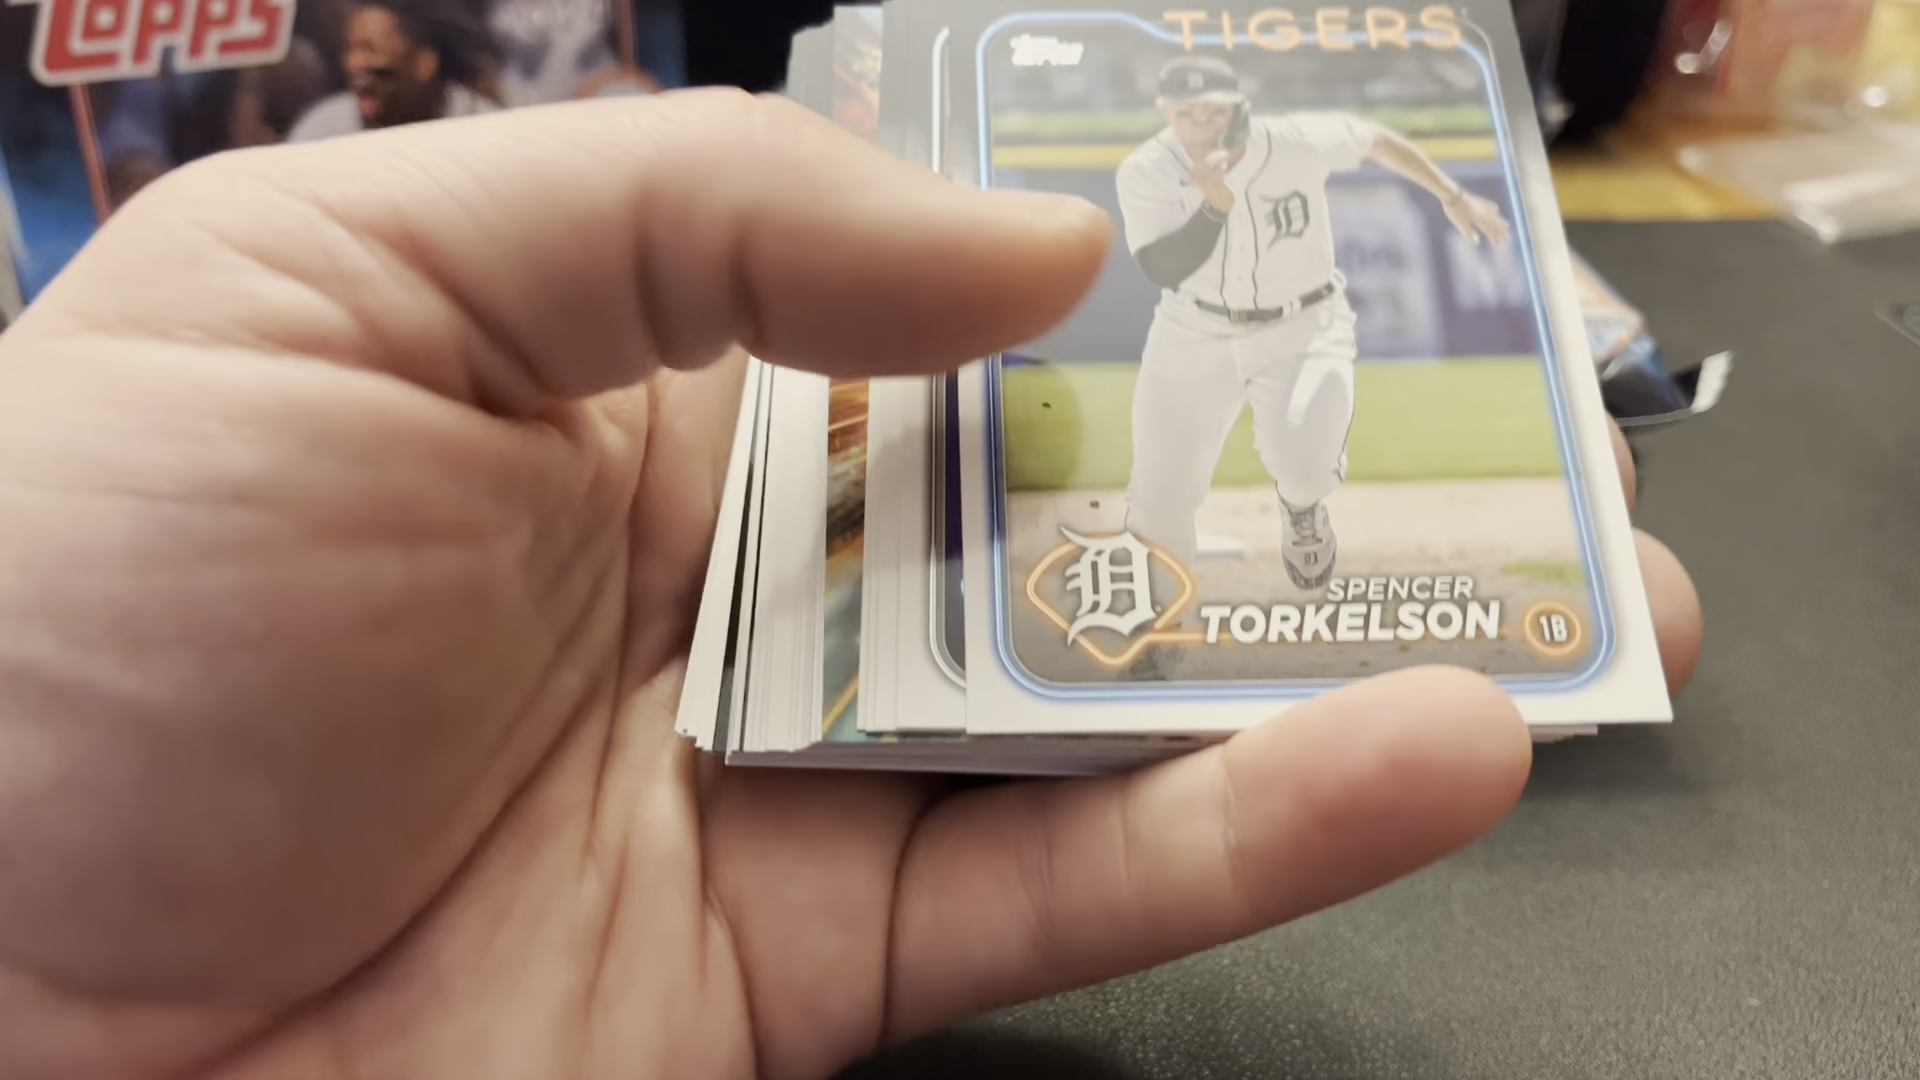 TOPPS
TIGERS
topps
D
D
D
SPENCER
TORKELSON
1B